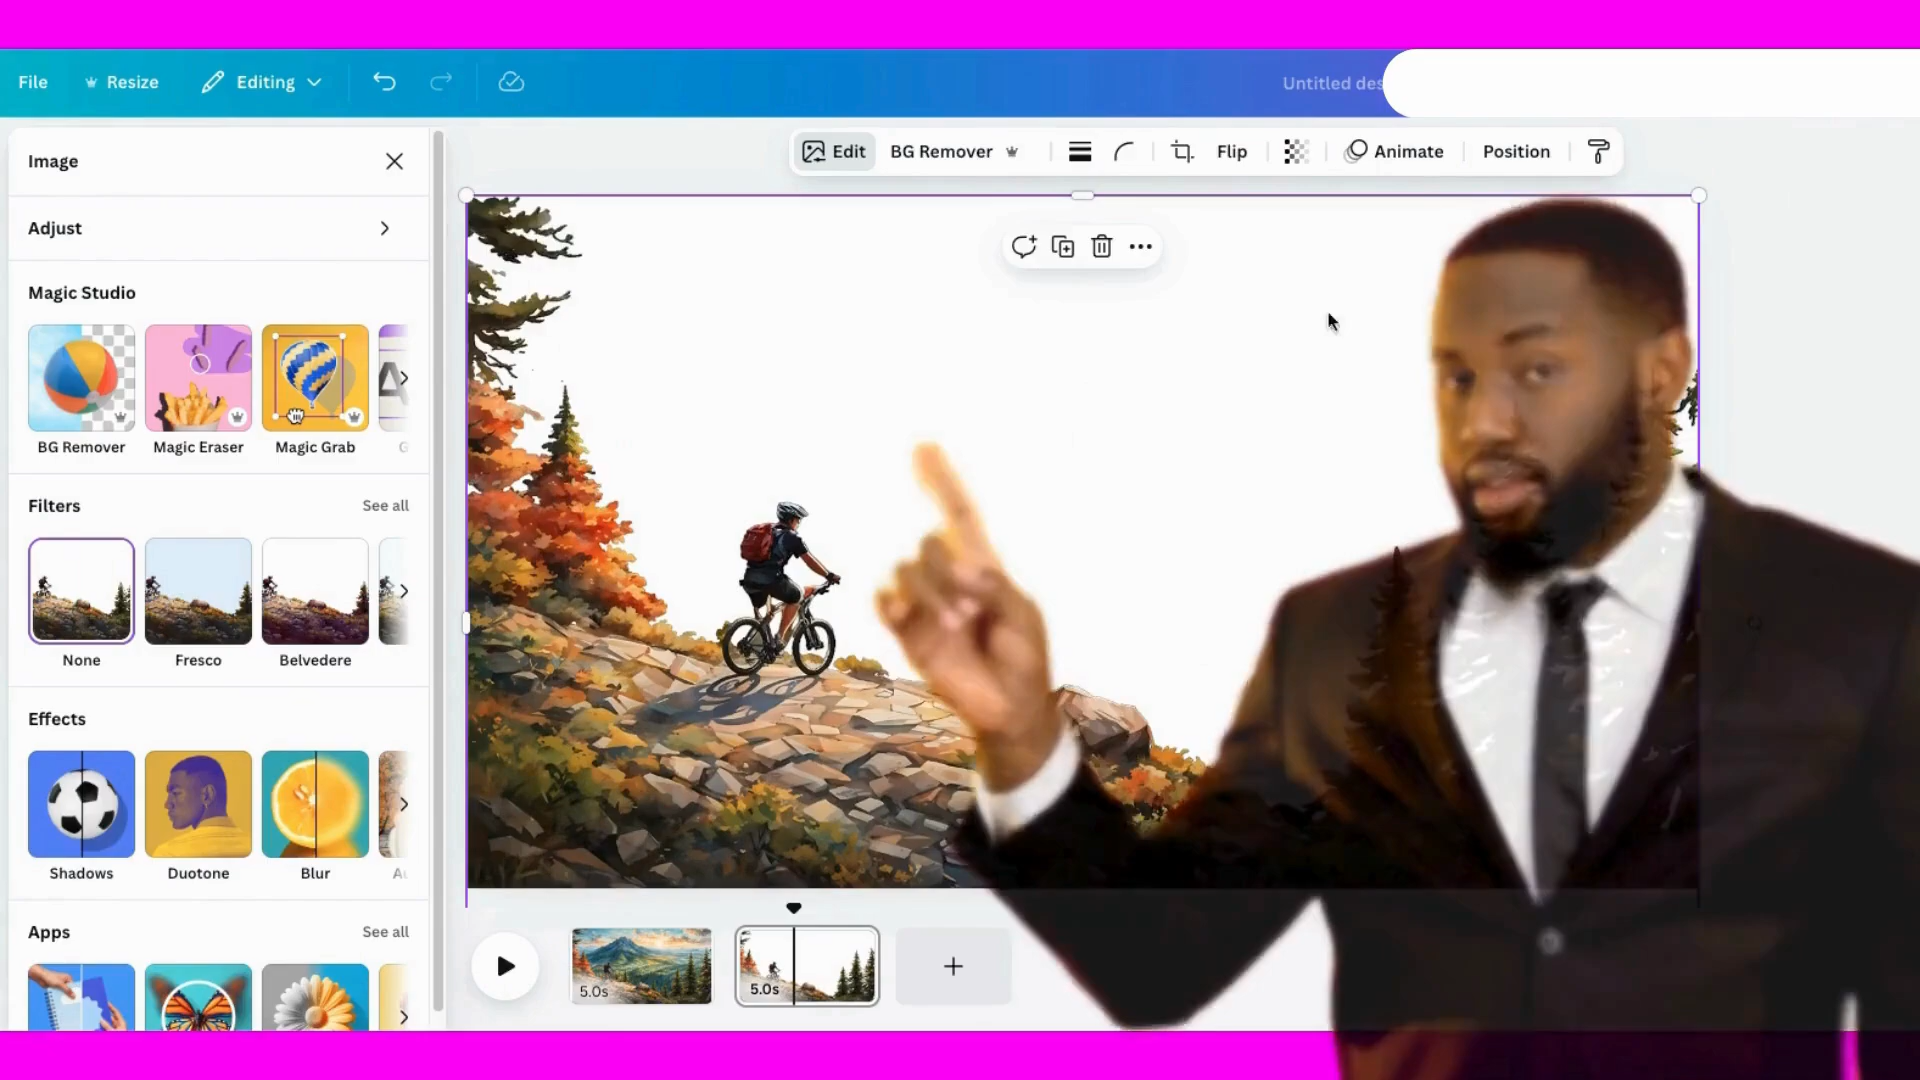 File Resize Editing Untitled des
Image
Edit BG Remover Flip Animate Position
Adjust
Magic Studio
BG Remover Magic Eraser Magic Grab G
Filters See all
None Fresco Belvedere
Effects
Shadows Duotone Blur Au
Apps See all
5.0s 5.0s